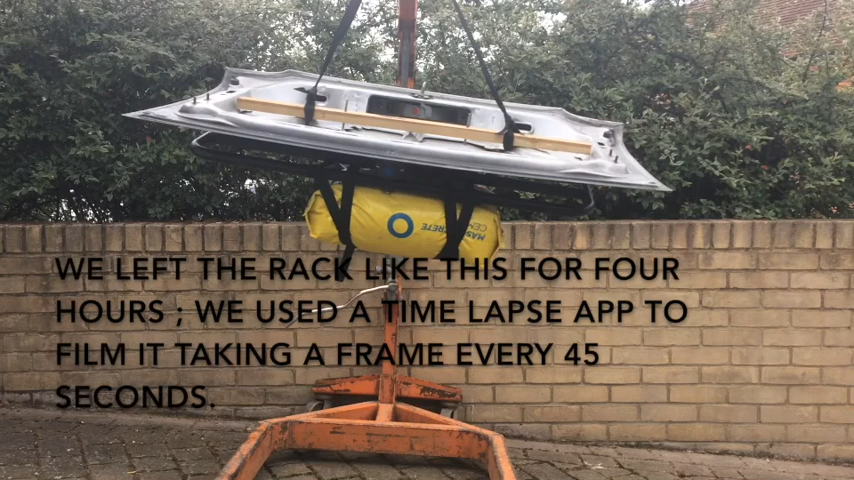 WE LEFT THE RACK LIKE THIS FOR FOUR
HOURS ; WE USED A TIME LAPSE APP TO
FILM IT TAKING A FRAME EVERY 45
SECONDS.